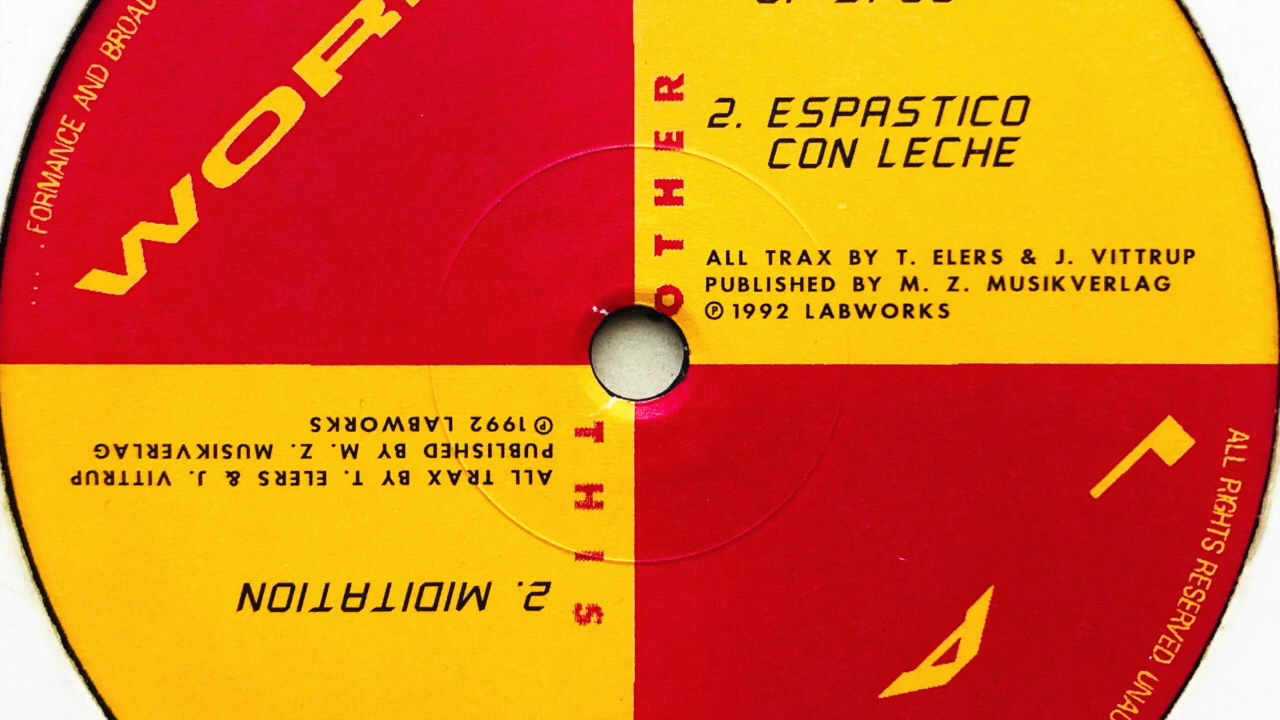 FORMANCE AND BROAD
WOR
OTHER
2. ESPASTICO
CON LECHE
ALL TRAX BY T. ELERS & J. VITTRUP
PUBLISHED BY M. Z. MUSIKVERLAG
℗ 1992 LABWORKS
THIS
2. MIDITATION
ALL TRAX BY T. ELERS & J. VITTRUP
PUBLISHED BY M. Z. MUSIKVERLAG
℗ 1992 LABWORKS
L A
ALL RIGHTS RESERVED. UNAU